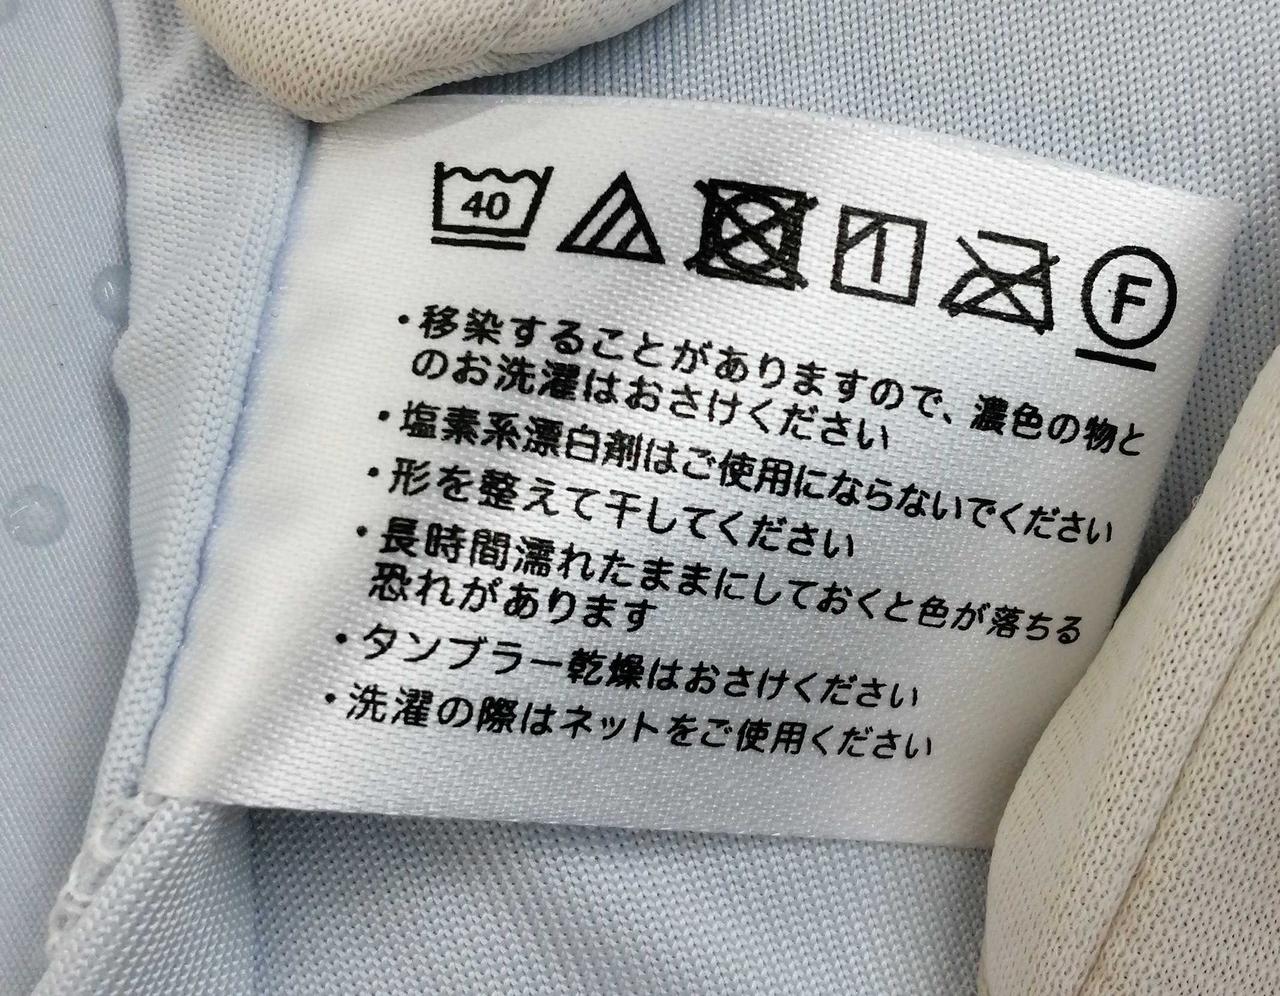 40
F
・移染することがありますので、濃色の物と
のお洗濯はおさけください
・塩素系漂白剤はご使用にならないでください
・形を整えて干してください
・長時間濡れたままにしておくと色が落ちる
恐れがあります
・タンブラー乾燥はおさけください
・洗濯の際はネットをご使用ください